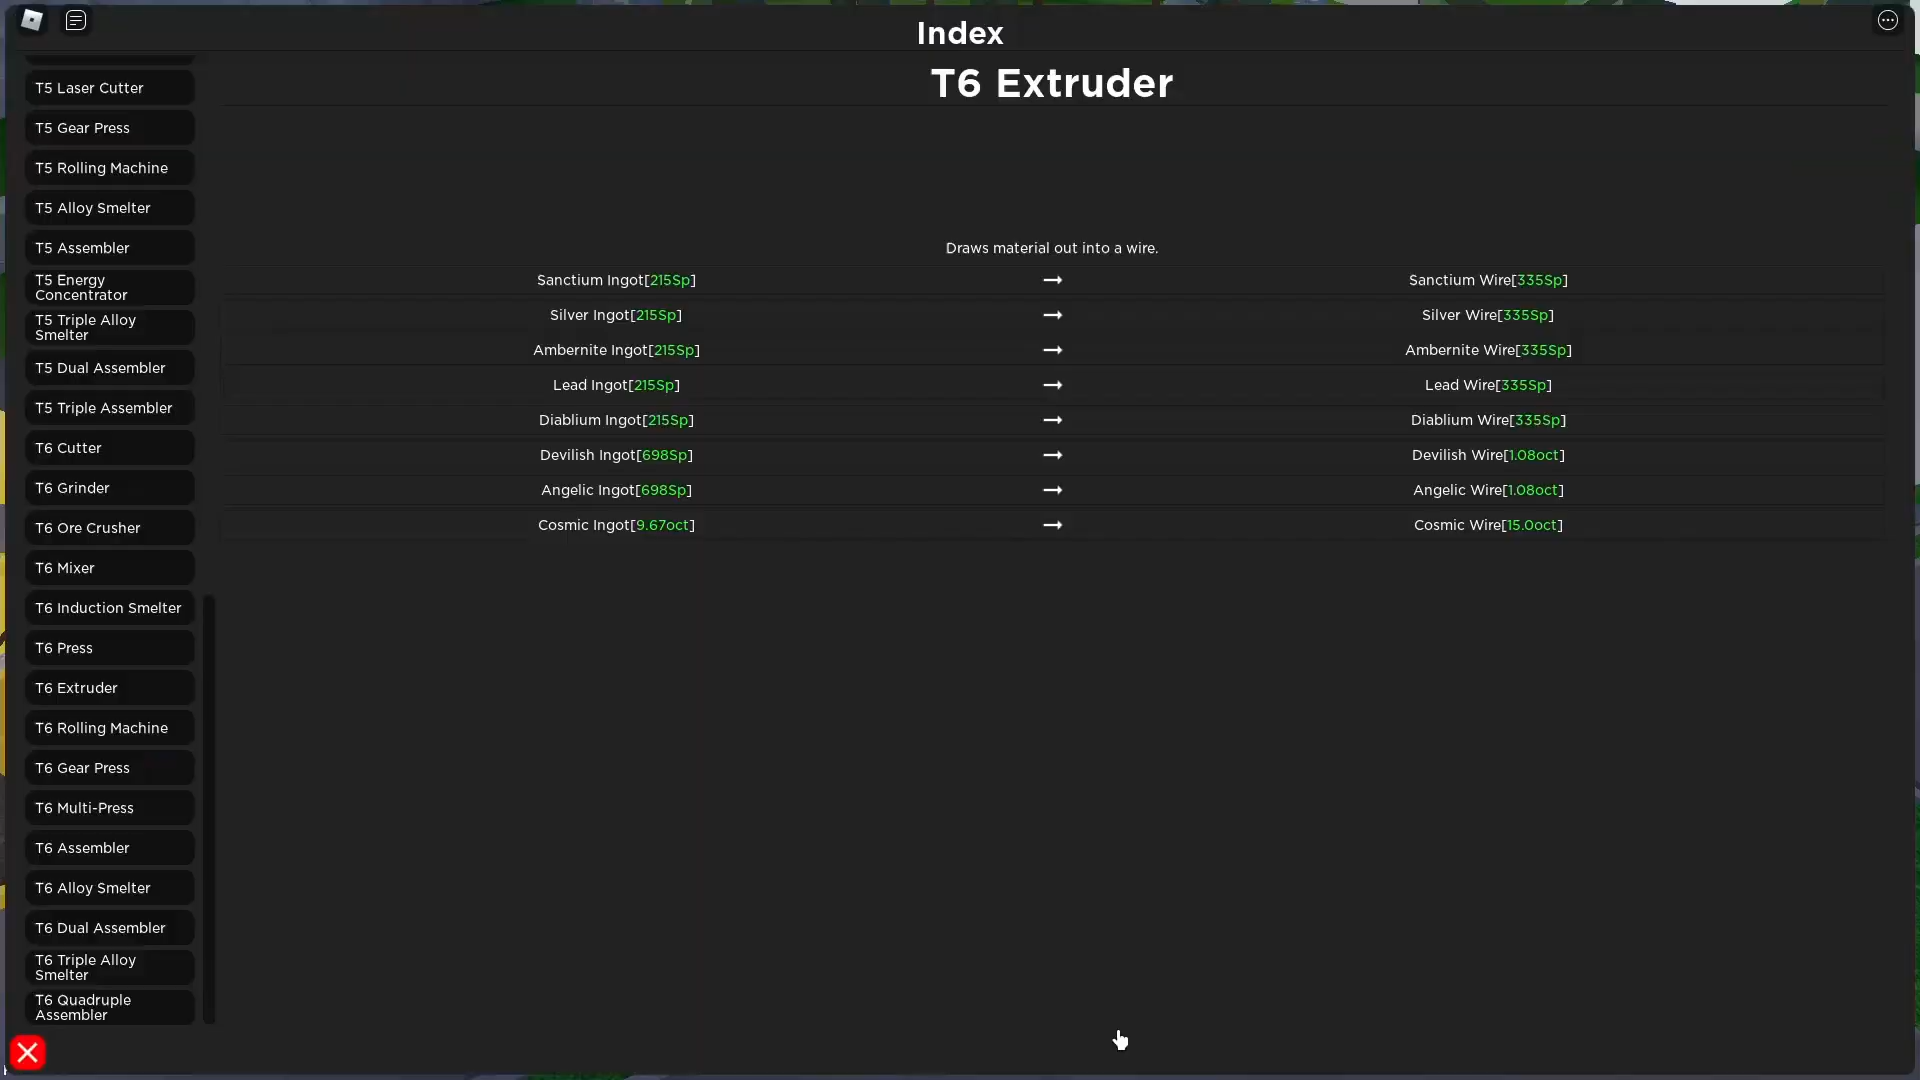 Index
T6 Extruder
T5 Laser Cutter
T5 Gear Press
T5 Rolling Machine
T5 Alloy Smelter
T5 Assembler
T5 Energy
Concentrator
T5 Triple Alloy
Smelter
T5 Dual Assembler
T5 Triple Assembler
T6 Cutter
T6 Grinder
T6 Ore Crusher
T6 Mixer
T6 Induction Smelter
T6 Press
T6 Extruder
T6 Rolling Machine
T6 Gear Press
T6 Multi-Press
T6 Assembler
T6 Alloy Smelter
T6 Dual Assembler
T6 Triple Alloy
Smelter
T6 Quadruple
Assembler
Draws material out into a wire.
Sanctium Ingot[215Sp] → Sanctium Wire[335Sp]
Silver Ingot[215Sp] → Silver Wire[335Sp]
Ambernite Ingot[215Sp] → Ambernite Wire[335Sp]
Lead Ingot[215Sp] → Lead Wire[335Sp]
Diablium Ingot[215Sp] → Diablium Wire[335Sp]
Devilish Ingot[698Sp] → Devilish Wire[1.08oct]
Angelic Ingot[698Sp] → Angelic Wire[1.08oct]
Cosmic Ingot[9.67oct] → Cosmic Wire[15.0oct]